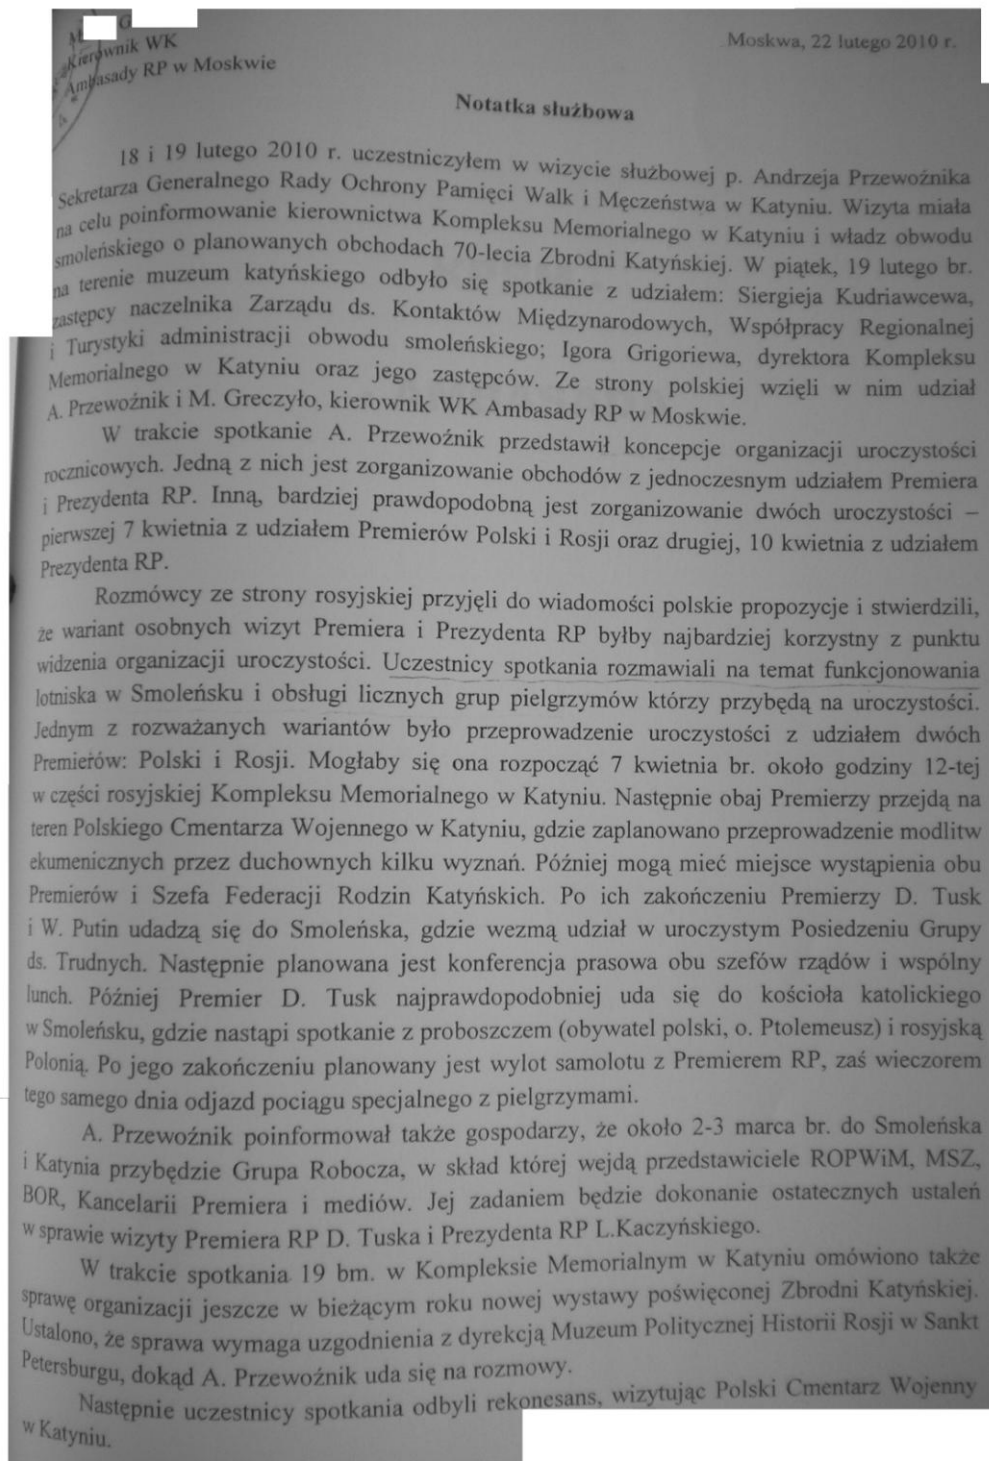 Kierownik WK
Moskwa, 22 lutego 2010 r.
Ambasady RP w Moskwie
Notatka służbowa
18 i 19 lutego 2010 r. uczestniczyłem w wizycie służbowej p. Andrzeja Przewoźnika
Sekretarza Generalnego Rady Ochrony Pamięci Walk i Męczeństwa w Katyniu. Wizyta miała
na celu poinformowanie kierownictwa Kompleksu Memorialnego w Katyniu i władz obwodu
smoleńskiego o planowanych obchodach 70-lecia Zbrodni Katyńskiej. W piątek, 19 lutego br.
na terenie muzeum katyńskiego odbyło się spotkanie z udziałem: Siergieja Kudriawcewa,
zastępcy naczelnika Zarządu ds. Kontaktów Międzynarodowych, Współpracy Regionalnej
i Turystyki administracji obwodu smoleńskiego; Igora Grigoriewa, dyrektora Kompleksu
Memorialnego w Katyniu oraz jego zastępców. Ze strony polskiej wzięli w nim udział
A. Przewoźnik i M. Greczyło, kierownik WK Ambasady RP w Moskwie.
W trakcie spotkanie A. Przewoźnik przedstawił koncepcje organizacji uroczystości
rocznicowych. Jedną z nich jest zorganizowanie obchodów z jednoczesnym udziałem Premiera
i Prezydenta RP. Inną, bardziej prawdopodobną jest zorganizowanie dwóch uroczystości –
pierwszej 7 kwietnia z udziałem Premierów Polski i Rosji oraz drugiej, 10 kwietnia z udziałem
Prezydenta RP.
Rozmówcy ze strony rosyjskiej przyjęli do wiadomości polskie propozycje i stwierdzili,
że wariant osobnych wizyt Premiera i Prezydenta RP byłby najbardziej korzystny z punktu
widzenia organizacji uroczystości. Uczestnicy spotkania rozmawiali na temat funkcjonowania
lotniska w Smoleńsku i obsługi licznych grup pielgrzymów którzy przybędą na uroczystości.
Jednym z rozważanych wariantów było przeprowadzenie uroczystości z udziałem dwóch
Premierów: Polski i Rosji. Mogłaby się ona rozpocząć 7 kwietnia br. około godziny 12-tej
w części rosyjskiej Kompleksu Memorialnego w Katyniu. Następnie obaj Premierzy przejdą na
teren Polskiego Cmentarza Wojennego w Katyniu, gdzie zaplanowano przeprowadzenie modlitw
ekumenicznych przez duchownych kilku wyznań. Później mogą mieć miejsce wystąpienia obu
Premierów i Szefa Federacji Rodzin Katyńskich. Po ich zakończeniu Premierzy D. Tusk
i W. Putin udadzą się do Smoleńska, gdzie wezmą udział w uroczystym Posiedzeniu Grupy
ds. Trudnych. Następnie planowana jest konferencja prasowa obu szefów rządów i wspólny
lunch. Później Premier D. Tusk najprawdopodobniej uda się do kościoła katolickiego
w Smoleńsku, gdzie nastąpi spotkanie z proboszczem (obywatel polski, o. Ptolemeusz) i rosyjską
Polonią. Po jego zakończeniu planowany jest wylot samolotu z Premierem RP, zaś wieczorem
tego samego dnia odjazd pociągu specjalnego z pielgrzymami.
A. Przewoźnik poinformował także gospodarzy, że około 2-3 marca br. do Smoleńska
i Katynia przybędzie Grupa Robocza, w skład której wejdą przedstawiciele ROPWiM, MSZ,
BOR, Kancelarii Premiera i mediów. Jej zadaniem będzie dokonanie ostatecznych ustaleń
w sprawie wizyty Premiera RP D. Tuska i Prezydenta RP L.Kaczyńskiego.
W trakcie spotkania 19 bm. w Kompleksie Memorialnym w Katyniu omówiono także
sprawę organizacji jeszcze w bieżącym roku nowej wystawy poświęconej Zbrodni Katyńskiej.
Ustalono, że sprawa wymaga uzgodnienia z dyrekcją Muzeum Politycznej Historii Rosji w Sankt
Petersburgu, dokąd A. Przewoźnik uda się na rozmowy.
Następnie uczestnicy spotkania odbyli rekonesans, wizytując Polski Cmentarz Wojenny
w Katyniu.